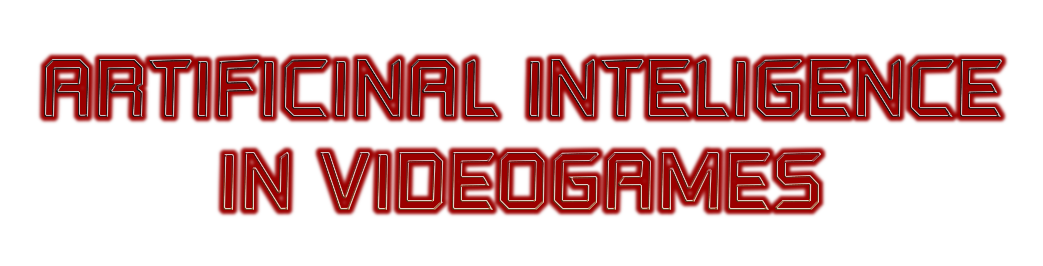 ARTIFICINAL INTELIGENCE
IN VIDEOGAMES